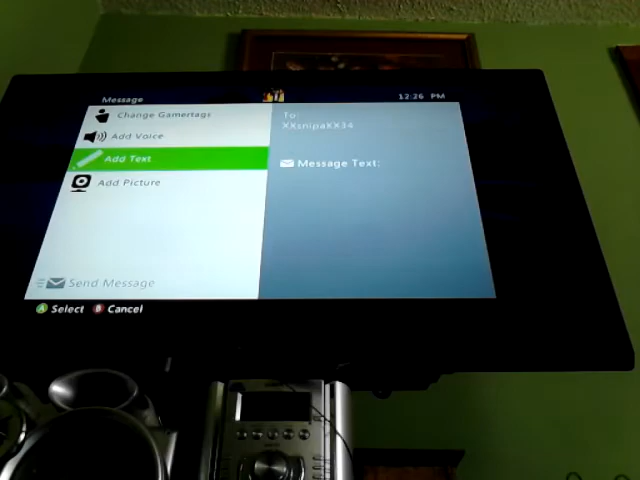 Message
12:26 PM
Change Gamertags
Add Voice
Add Text
Add Picture
Send Message
To:
XXsnipaXX34
Message Text:
A Select B Cancel